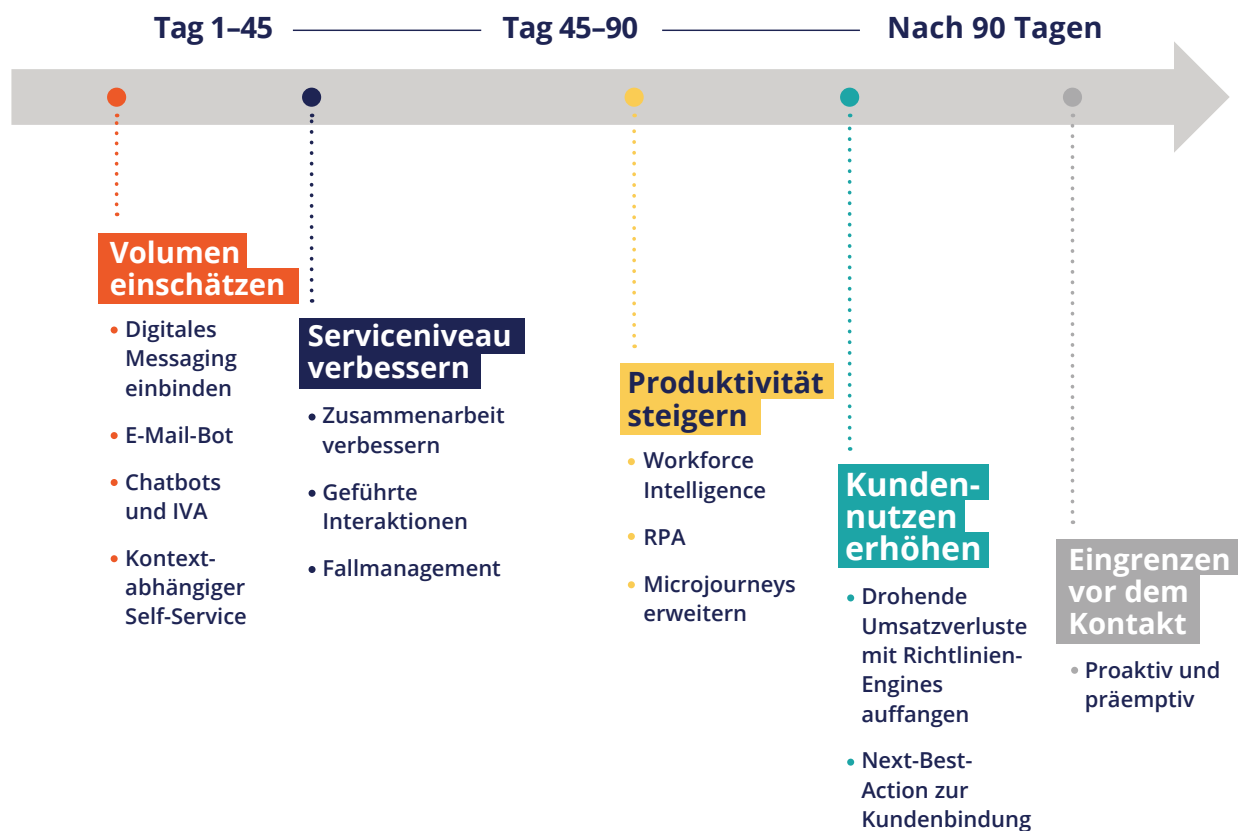 Tag 1–45
Tag 45–90
Nach 90 Tagen
Volumen
einschätzen
• Digitales
Messaging
einbinden
• E-Mail-Bot
• Chatbots
und IVA
• Kontext-
abhängiger
Self-Service
Serviceniveau
verbessern
• Zusammenarbeit
verbessern
• Geführte
Interaktionen
• Fallmanagement
Produktivität
steigern
• Workforce
Intelligence
• RPA
• Microjourneys
erweitern
Kunden-
nutzen
erhöhen
• Drohende
Umsatzverluste
mit Richtlinien-
Engines
auffangen
• Next-Best-
Action zur
Kundenbindung
Eingrenzen
vor dem
Kontakt
• Proaktiv und
präemptiv